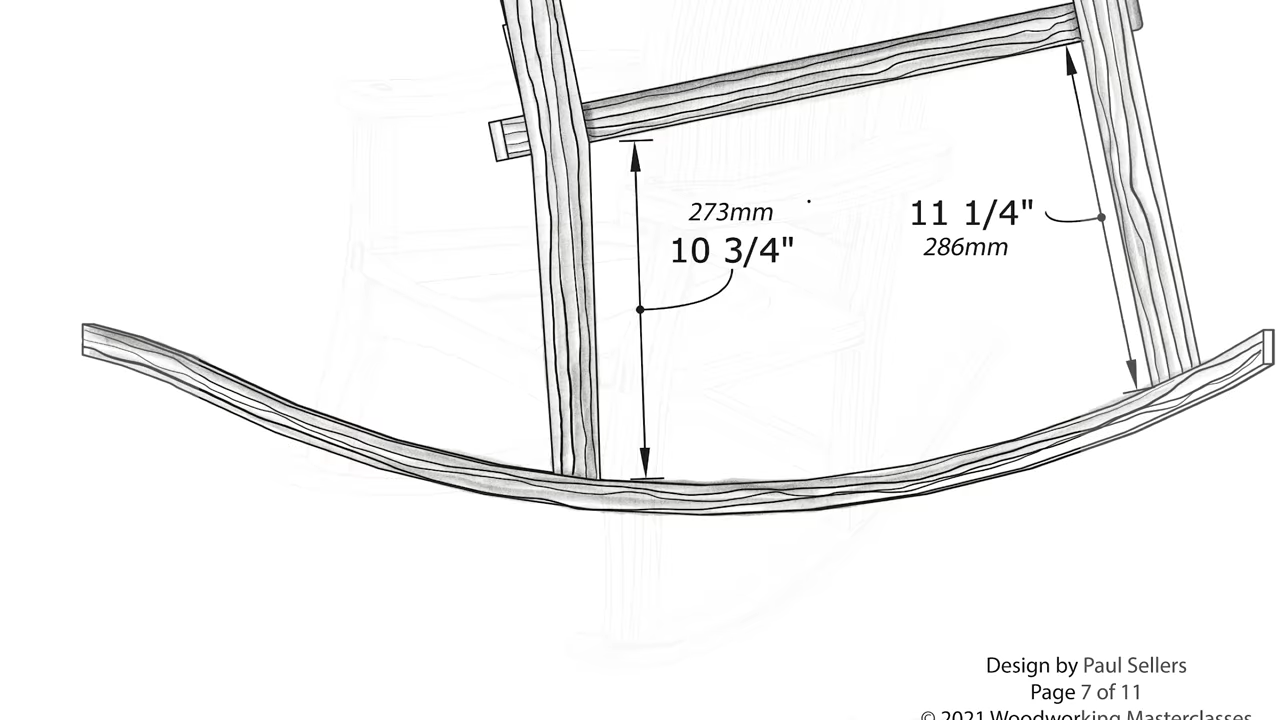 273mm
10 3/4"
11 1/4"
286mm
Design by Paul Sellers
Page 7 of 11
© 2021 Woodworking Masterclasses